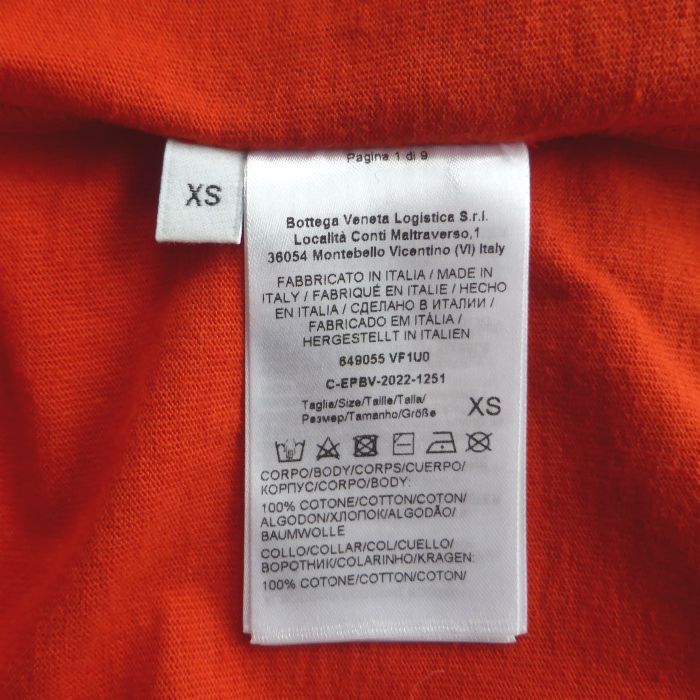 XS
Pagina 1 di 9
Bottega Veneta Logistica S.r.l.
Località Conti Maltraverso,1
36054 Montebello Vicentino (VI) Italy
FABBRICATO IN ITALIA / MADE IN
ITALY / FABRIQUÉ EN ITALIE / HECHO
EN ITALIA / СДЕЛАНО В ИТАЛИИ /
FABRICADO EM ITÁLIA /
HERGESTELLT IN ITALIEN
649055 VF1U0
C-EPBV-2022-1251
Taglia/Size/Taille/Talla/
Размер/Tamanho/Größe XS
CORPO/BODY/CORPS/CUERPO/
КОРПУС/CORPO/BODY:
100% COTONE/COTTON/COTON/
ALGODON/ХЛОПОК/ALGODÃO/
BAUMWOLLE
COLLO/COLLAR/COL/CUELLO/
ВОРОТНИК/COLARINHO/KRAGEN:
100% COTONE/COTTON/COTON/